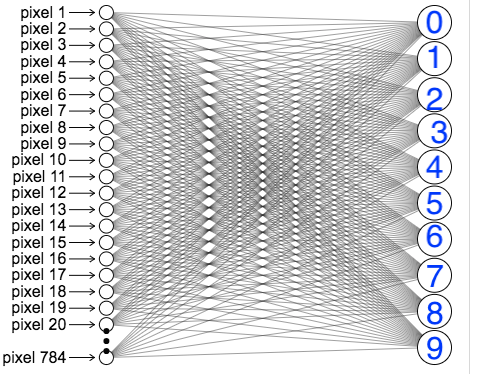 pixel 1
pixel 2
pixel 3
pixel 4
pixel 5
pixel 6
pixel 7
pixel 8
pixel 9
pixel 10
pixel 11
pixel 12
pixel 13
pixel 14
pixel 15
pixel 16
pixel 17
pixel 18
pixel 19
pixel 20
pixel 784
0
1
2
3
4
5
6
7
8
9